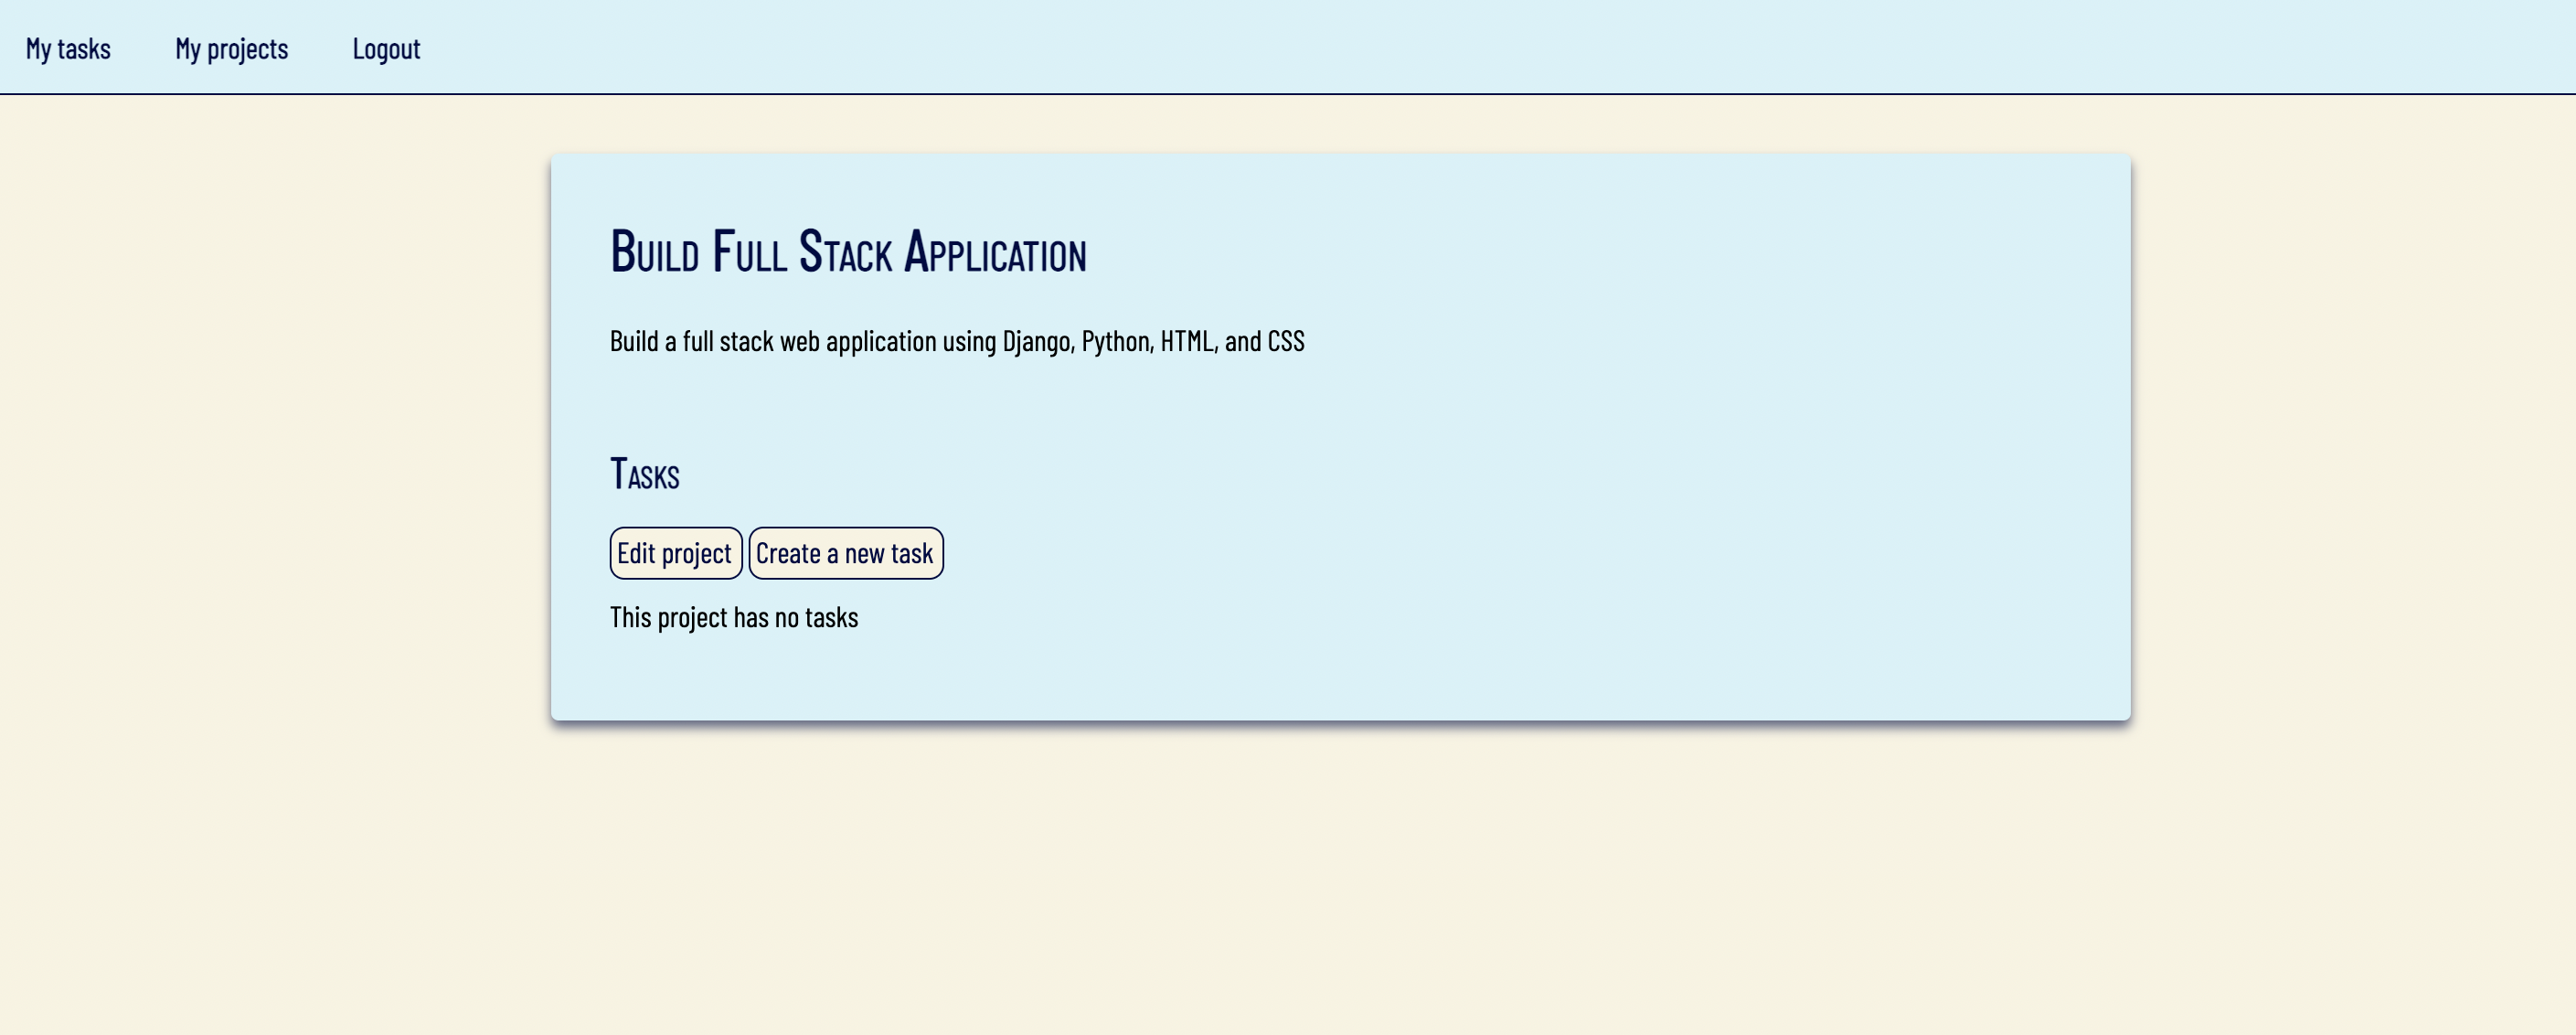 My tasks My projects Logout
Build Full Stack Application
Build a full stack web application using Django, Python, HTML, and CSS
Tasks
Edit project Create a new task
This project has no tasks